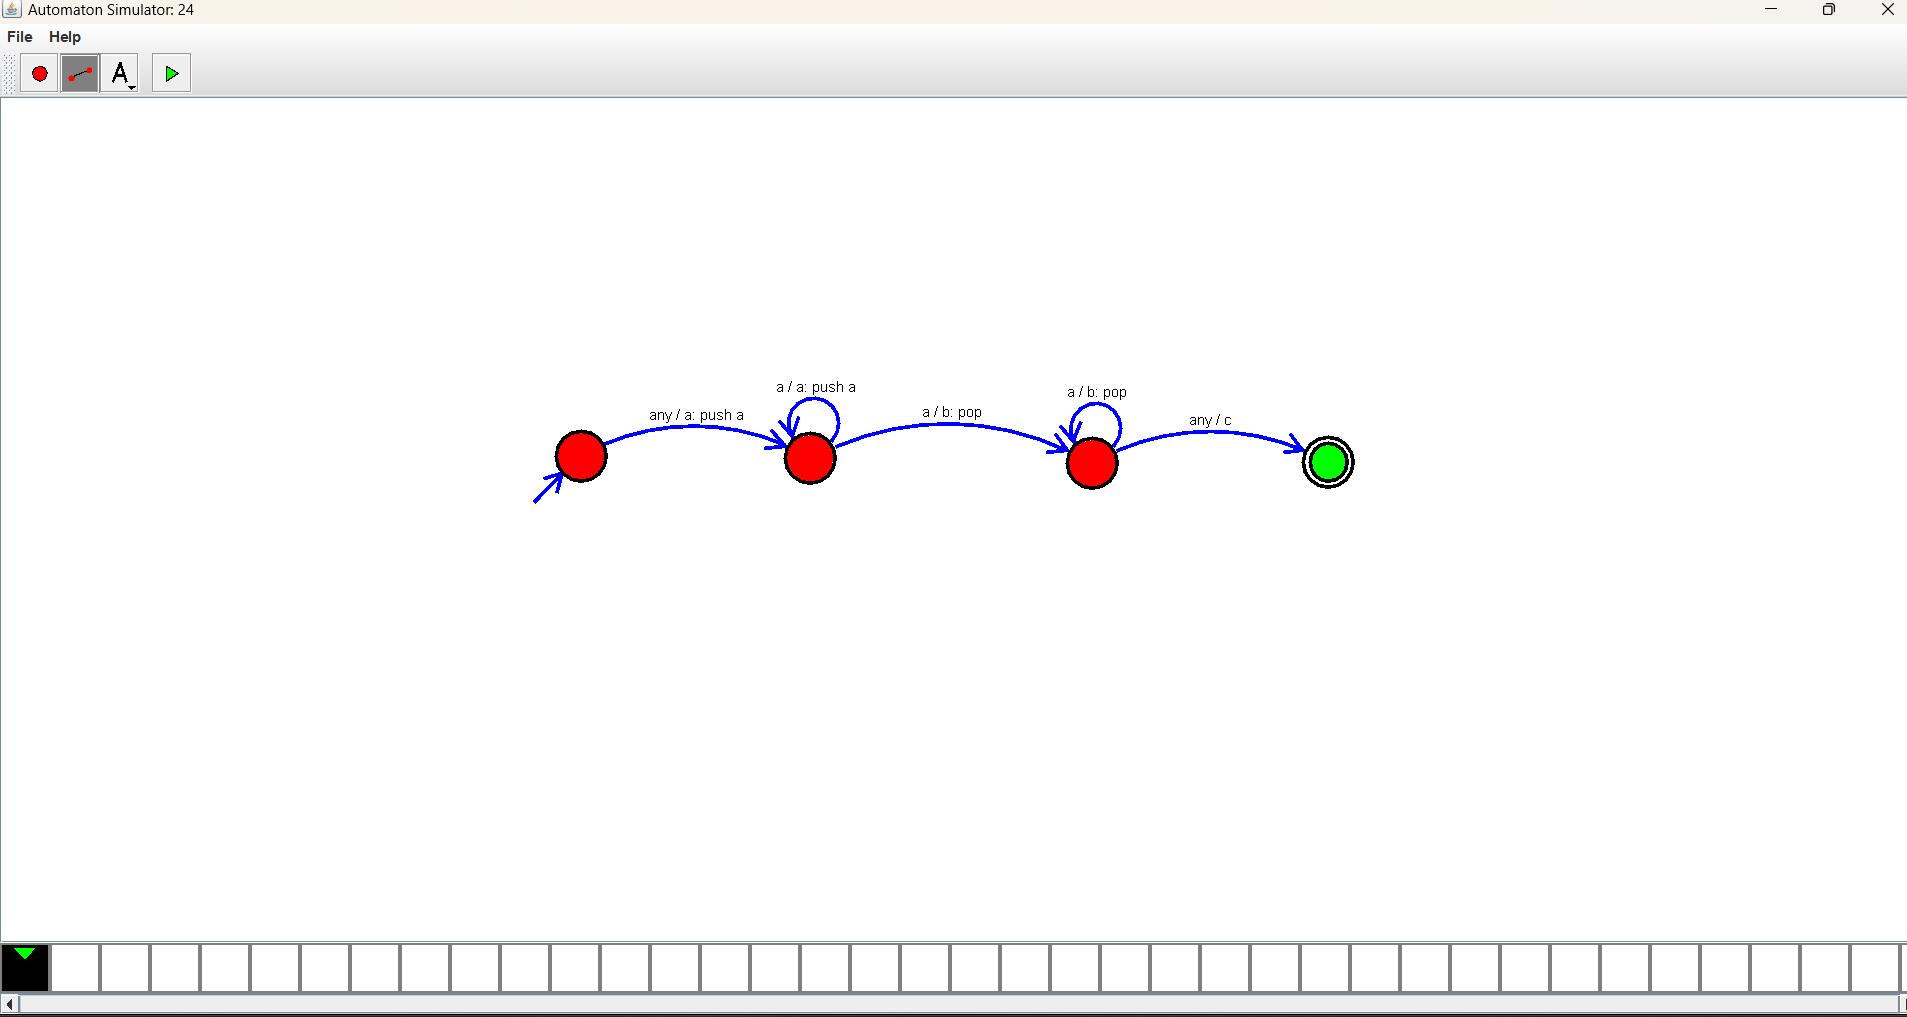 Automaton Simulator: 24
File Help
A
a / a: push a
a / b: pop
any / a: push a
a / b: pop
any / c